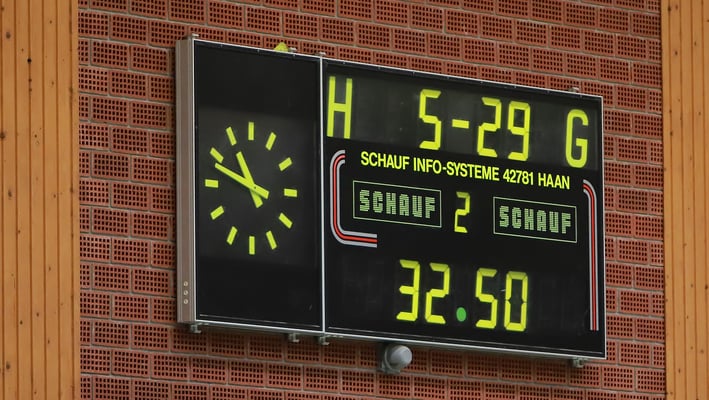 H 5-29 G
SCHAUF INFO-SYSTEME 42781 HAAN
SCHAUF 2 SCHAUF
32.50